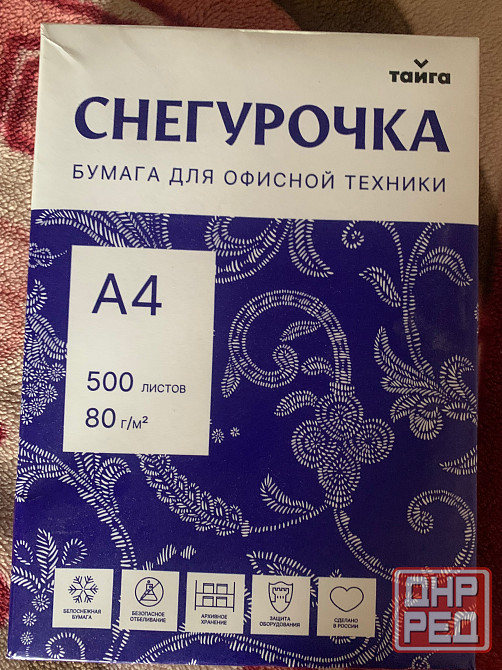 тайга
СНЕГУРОЧКА
БУМАГА ДЛЯ ОФИСНОЙ ТЕХНИКИ
А4
500 листов
80 г/м²
БЕЛОСНЕЖНАЯ
БУМАГА
БЕЗОПАСНОЕ
ОТБЕЛИВАНИЕ
АРХИВНОЕ
ХРАНЕНИЕ
ЗАЩИТА
ОБОРУДОВАНИЯ
СДЕЛАНО
В РОССИИ
ДНР
РЕД